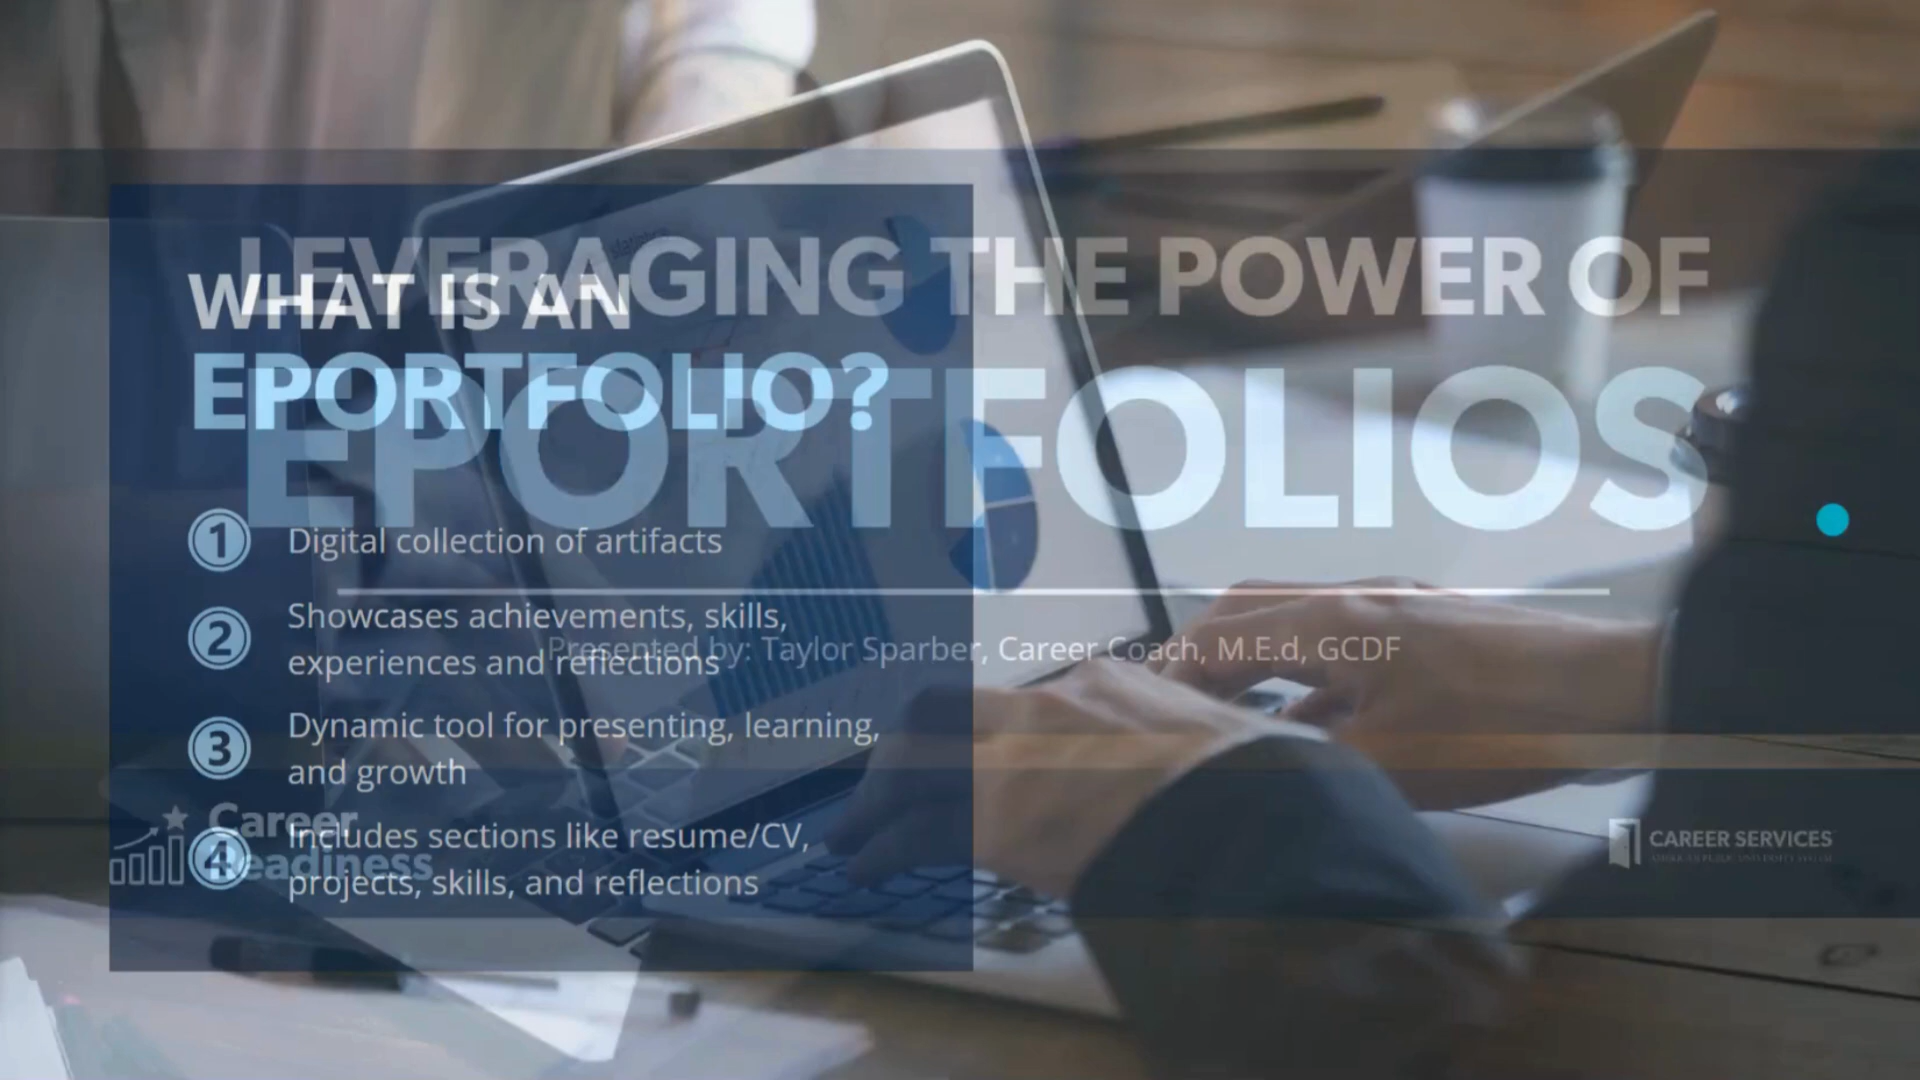 LEVERAGING THE POWER OF
EPORTFOLIOS
Presented by: Taylor Sparber, Career Coach, M.E.d, GCDF
WHAT IS AN
EPORTFOLIO?
1 Digital collection of artifacts
2 Showcases achievements, skills,
experiences and reflections
3 Dynamic tool for presenting, learning,
and growth
4 Includes sections like resume/CV,
projects, skills, and reflections
Career
Readiness
CAREER SERVICES